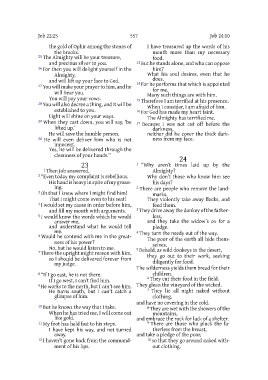 Job 22:25
557
Job 24:10
the gold of Ophir among the stones of
the brooks.
25 The Almighty will be your treasure,
and precious silver to you.
26 For then you will delight yourself in the
Almighty,
and will lift up your face to God.
27 You will make your prayer to him, and he
will hear you.
You will pay your vows.
28 You will also decree a thing, and it will be
established to you.
Light will shine on your ways.
29 When they cast down, you will say, ‘be
lifted up.’
He will save the humble person.
30 He will even deliver him who is not
innocent.
Yes, he will be delivered through the
cleanness of your hands.”
23
1 Then Job answered,
2 “Even today my complaint is rebellious.
His hand is heavy in spite of my groan-
ing.
3 Oh that I knew where I might find him!
That I might come even to his seat!
4 I would set my cause in order before him,
and fill my mouth with arguments.
5 I would know the words which he would
answer me,
and understand what he would tell
me.
6 Would he contend with me in the great-
ness of his power?
No, but he would listen to me.
7 There the upright might reason with him,
so I should be delivered forever from
my judge.
8 “If I go east, he is not there.
If I go west, I can’t find him.
9 He works to the north, but I can’t see him.
He turns south, but I can’t catch a
glimpse of him.
10 But he knows the way that I take.
When he has tried me, I will come out
like gold.
11 My foot has held fast to his steps.
I have kept his way, and not turned
away.
12 I haven’t gone back from the command-
ment of his lips.
I have treasured up the words of his
mouth more than my necessary
food.
13 But he stands alone, and who can oppose
him?
What his soul desires, even that he
does.
14 For he performs that which is appointed
for me.
Many such things are with him.
15 Therefore I am terrified at his presence.
When I consider, I am afraid of him.
16 For God has made my heart faint.
The Almighty has terrified me.
17 Because I was not cut off before the
darkness,
neither did he cover the thick dark-
ness from my face.
24
1 “Why aren’t times laid up by the
Almighty?
Why don’t those who know him see
his days?
2 There are people who remove the land-
marks.
They violently take away flocks, and
feed them.
3 They drive away the donkey of the father-
less,
and they take the widow’s ox for a
pledge.
4 They turn the needy out of the way.
The poor of the earth all hide them-
selves.
5 Behold, as wild donkeys in the desert,
they go out to their work, seeking
diligently for food.
The wilderness yields them bread for their
children.
6 They cut their food in the field.
They glean the vineyard of the wicked.
7 They lie all night naked without
clothing,
and have no covering in the cold.
8 They are wet with the showers of the
mountains,
and embrace the rock for lack of a shelter.
9 There are those who pluck the fa-
therless from the breast,
and take a pledge of the poor,
10 so that they go around naked with-
out clothing.